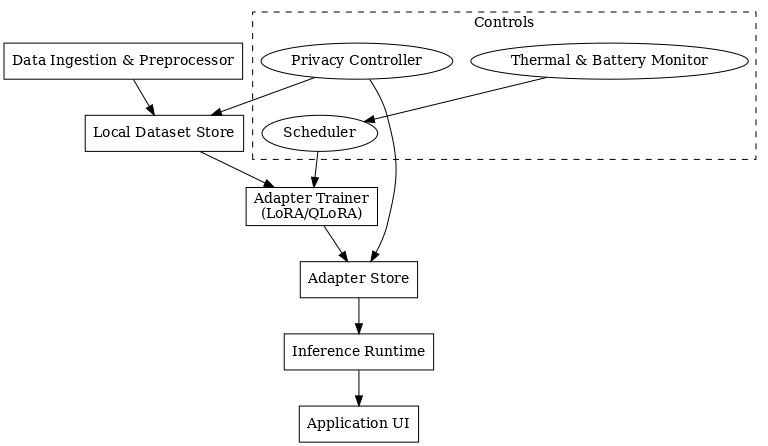 Controls
Data Ingestion & Preprocessor
Privacy Controller
Thermal & Battery Monitor
Local Dataset Store
Scheduler
Adapter Trainer
(LoRA/QLoRA)
Adapter Store
Inference Runtime
Application UI